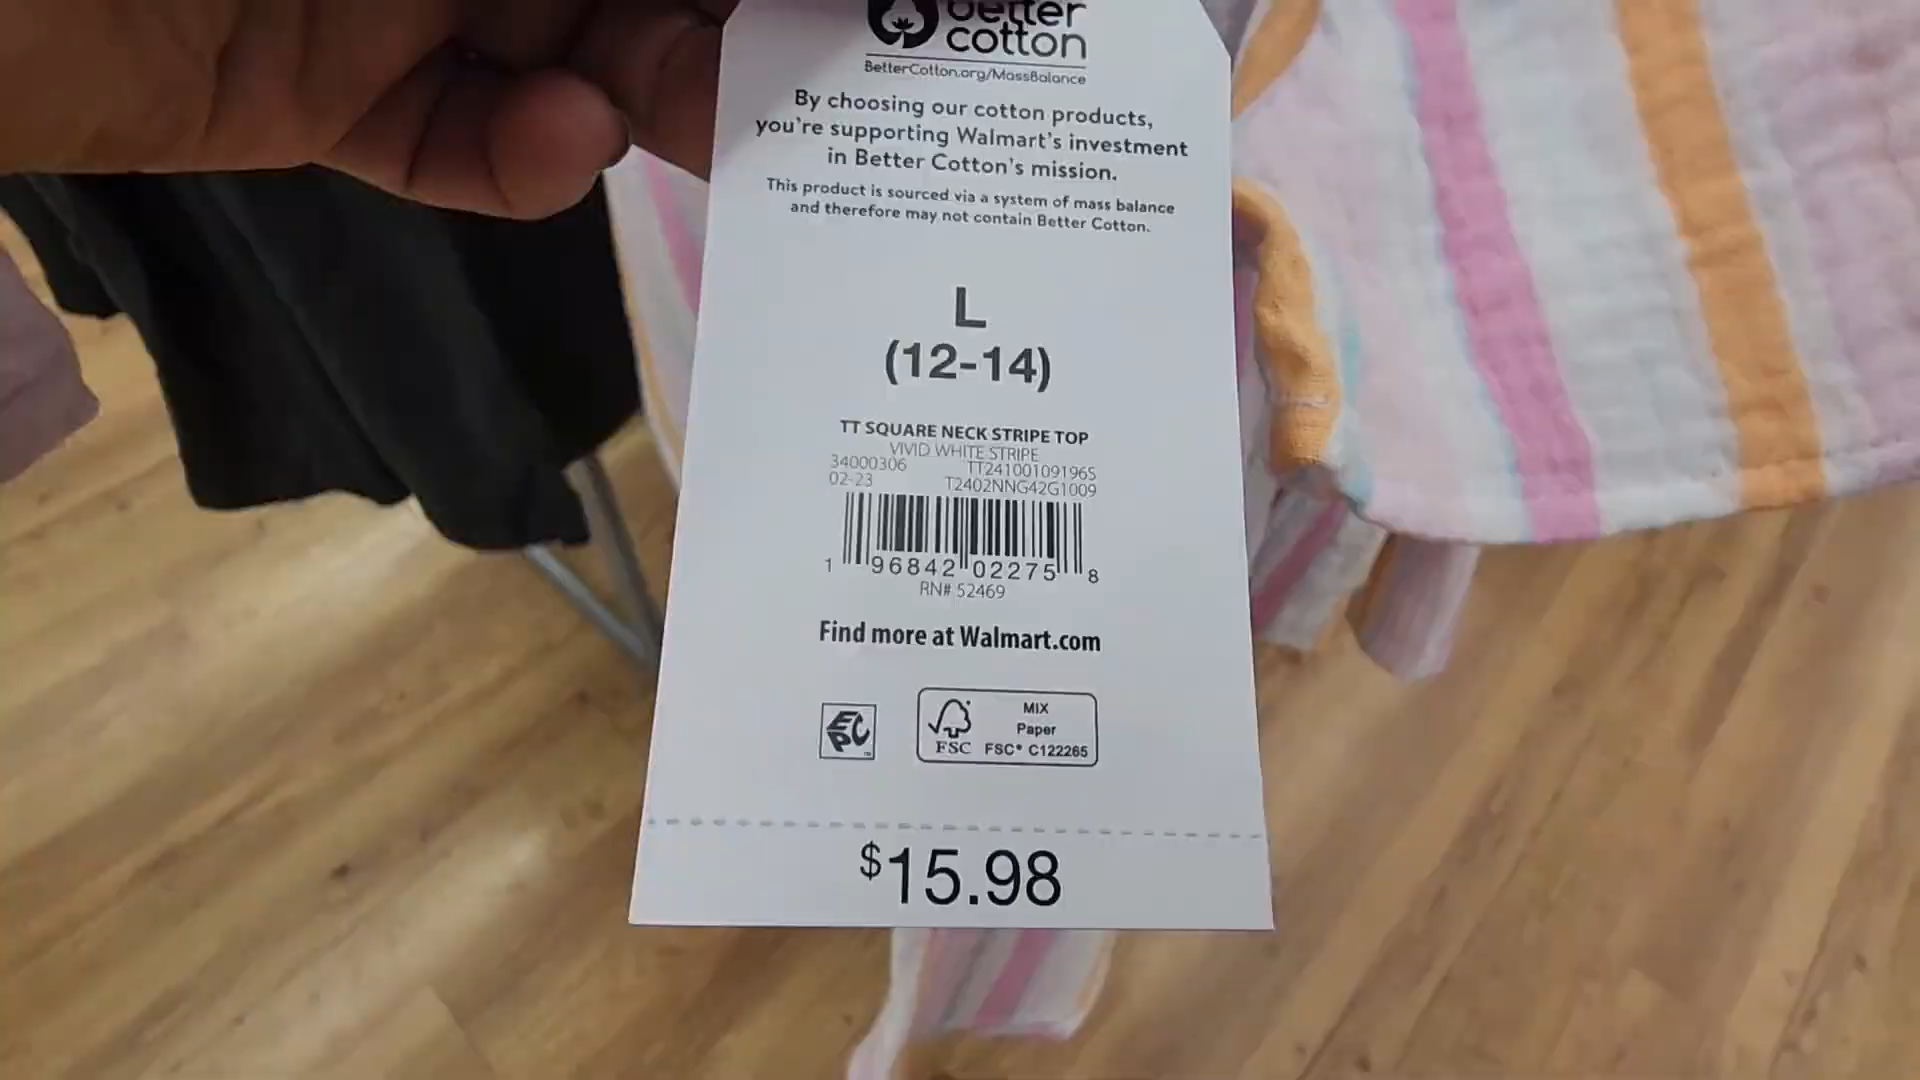 better
cotton
BetterCotton.org/MassBalance
By choosing our cotton products,
you're supporting Walmart's investment
in Better Cotton's mission.
This product is sourced via a system of mass balance
and therefore may not contain Better Cotton.
L
(12-14)
TT SQUARE NECK STRIPE TOP
VIVID WHITE STRIPE
34000306 TT24100109196S
02-23 T2402NNG42G1009
1 96842 02275 8
RN# 52469
Find more at Walmart.com
EPC
MIX
Paper
FSC FSC® C122265
$15.98